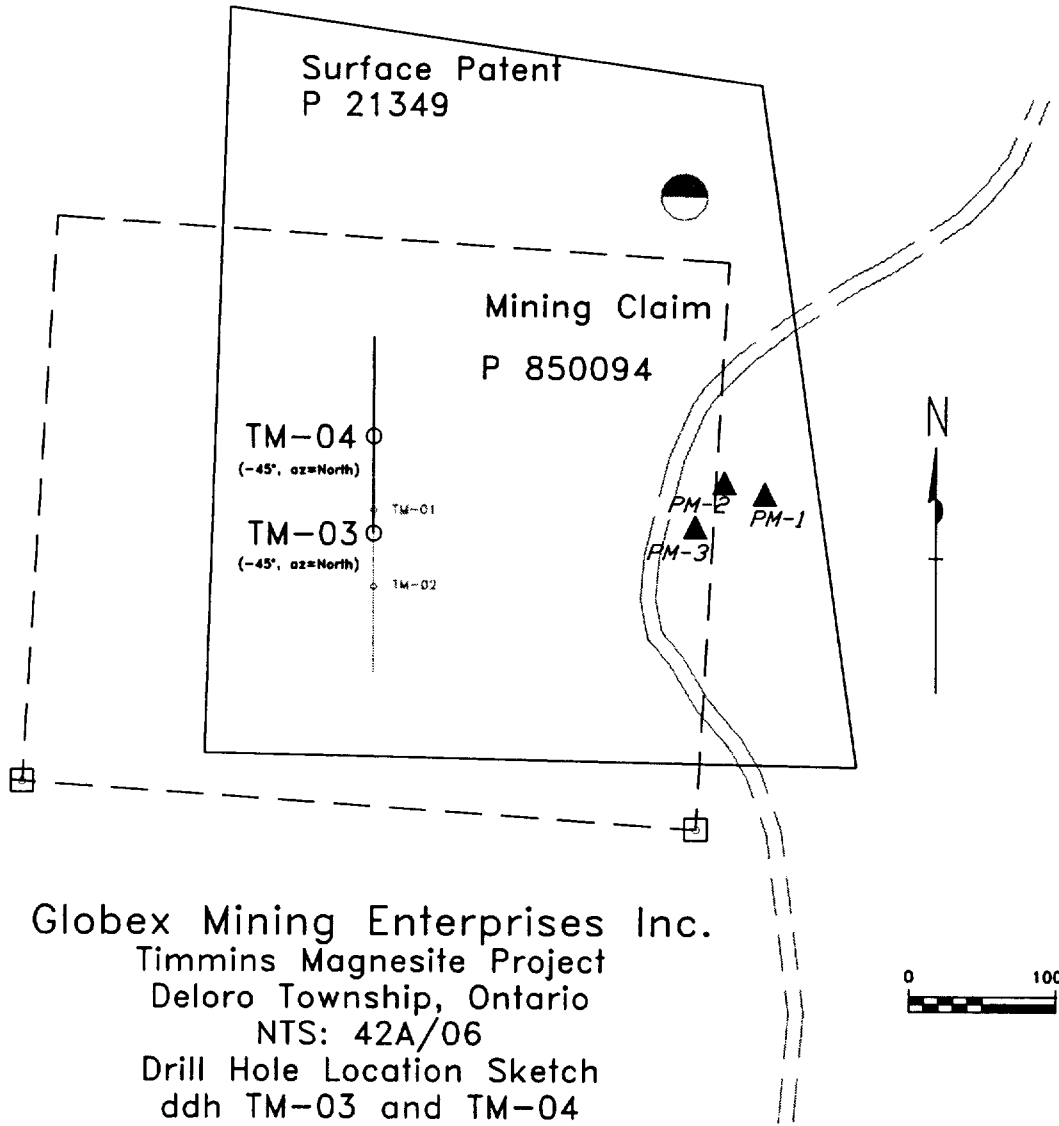 Surface Patent
P 21349
Mining Claim
P 850094
N
TM-04
(-45°, az=North)
TM-01
TM-03
(-45°, az=North)
TM-02
PM-2
PM-1
PM-3
Globex Mining Enterprises Inc.
Timmins Magnesite Project
Deloro Township, Ontario
NTS: 42A/06
Drill Hole Location Sketch
ddh TM-03 and TM-04
0 100